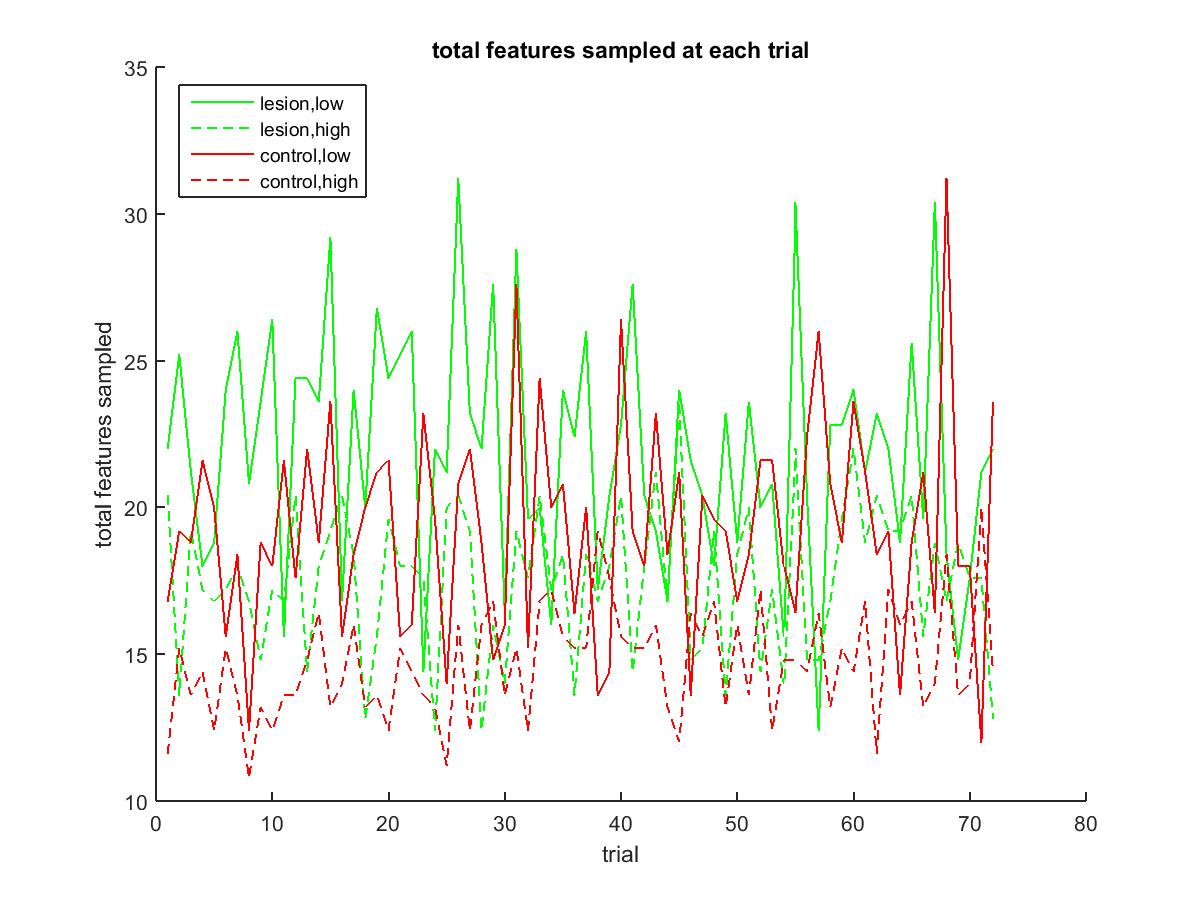 total features sampled at each trial
35
lesion,low
lesion,high
control,low
control,high
30
25
20
15
10
total features sampled
0 10 20 30 40 50 60 70 80
trial